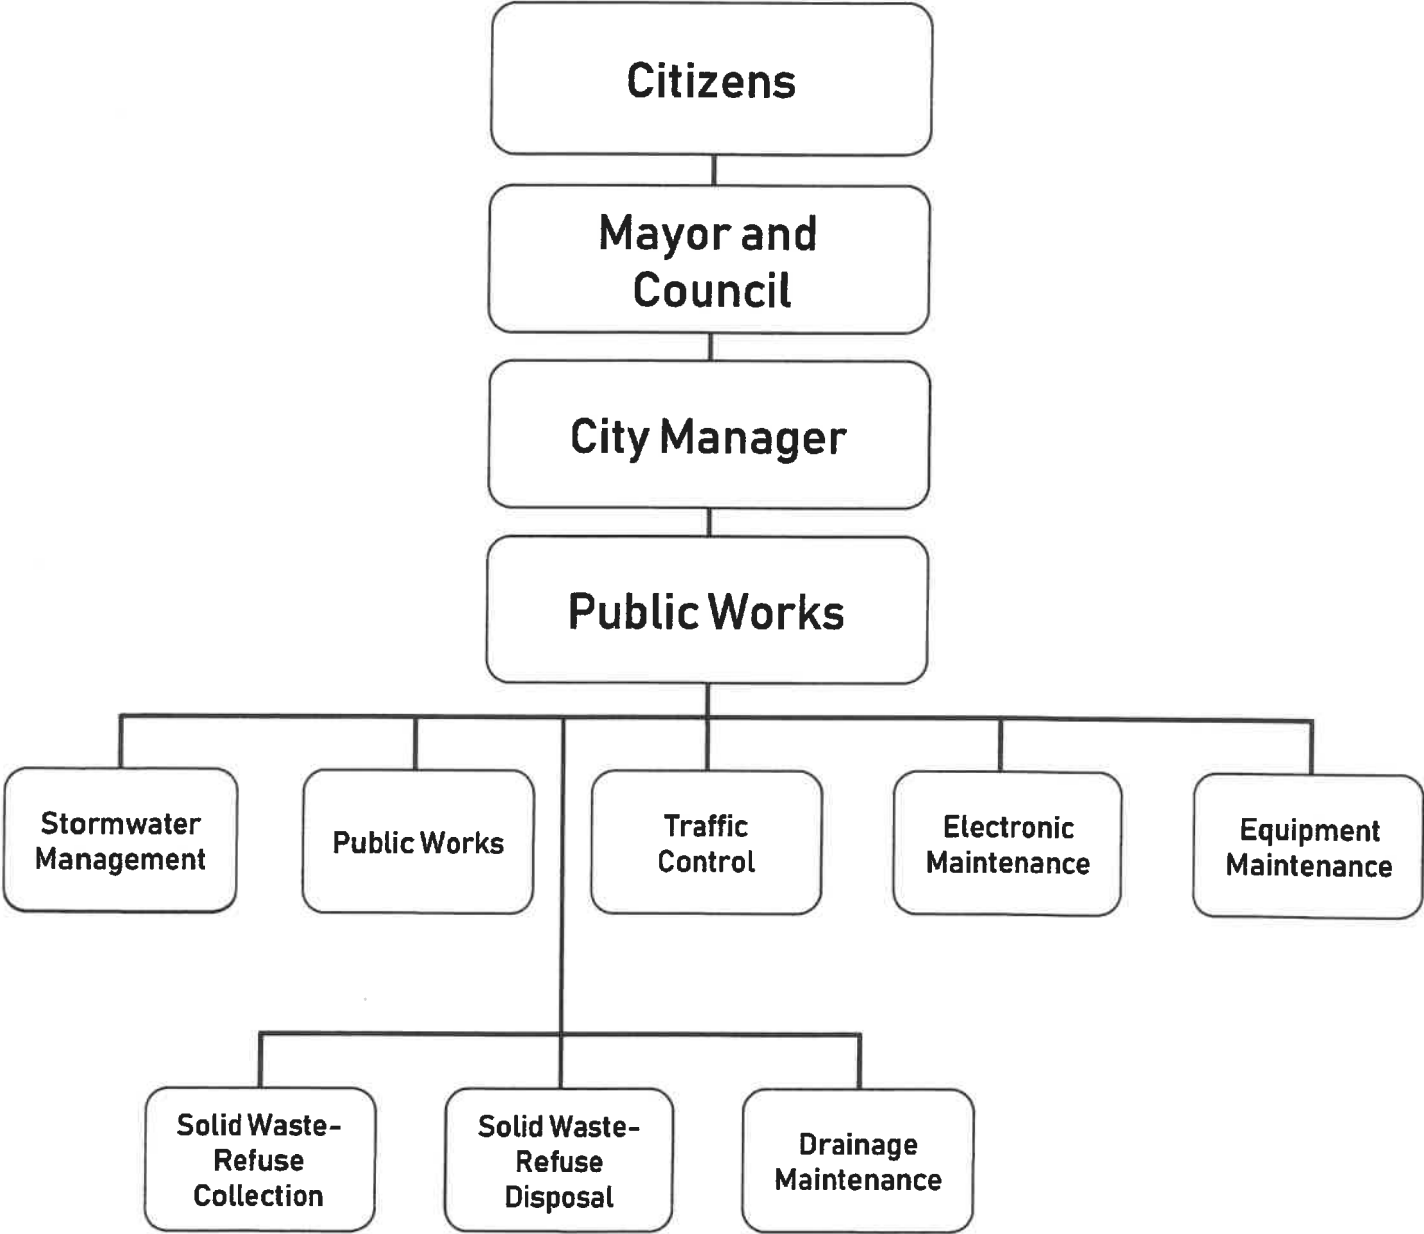 Citizens
Mayor and
Council
City Manager
Public Works
Stormwater
Management
Public Works
Traffic
Control
Electronic
Maintenance
Equipment
Maintenance
Solid Waste-
Refuse
Collection
Solid Waste-
Refuse
Disposal
Drainage
Maintenance